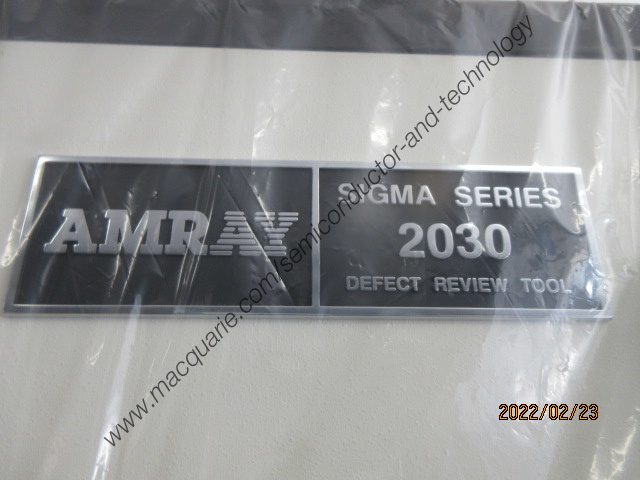 AMRAY
SIGMA SERIES
2030
DEFECT REVIEW TOOL
www.macquarie.com/semiconductor-and-technology
2022/02/23